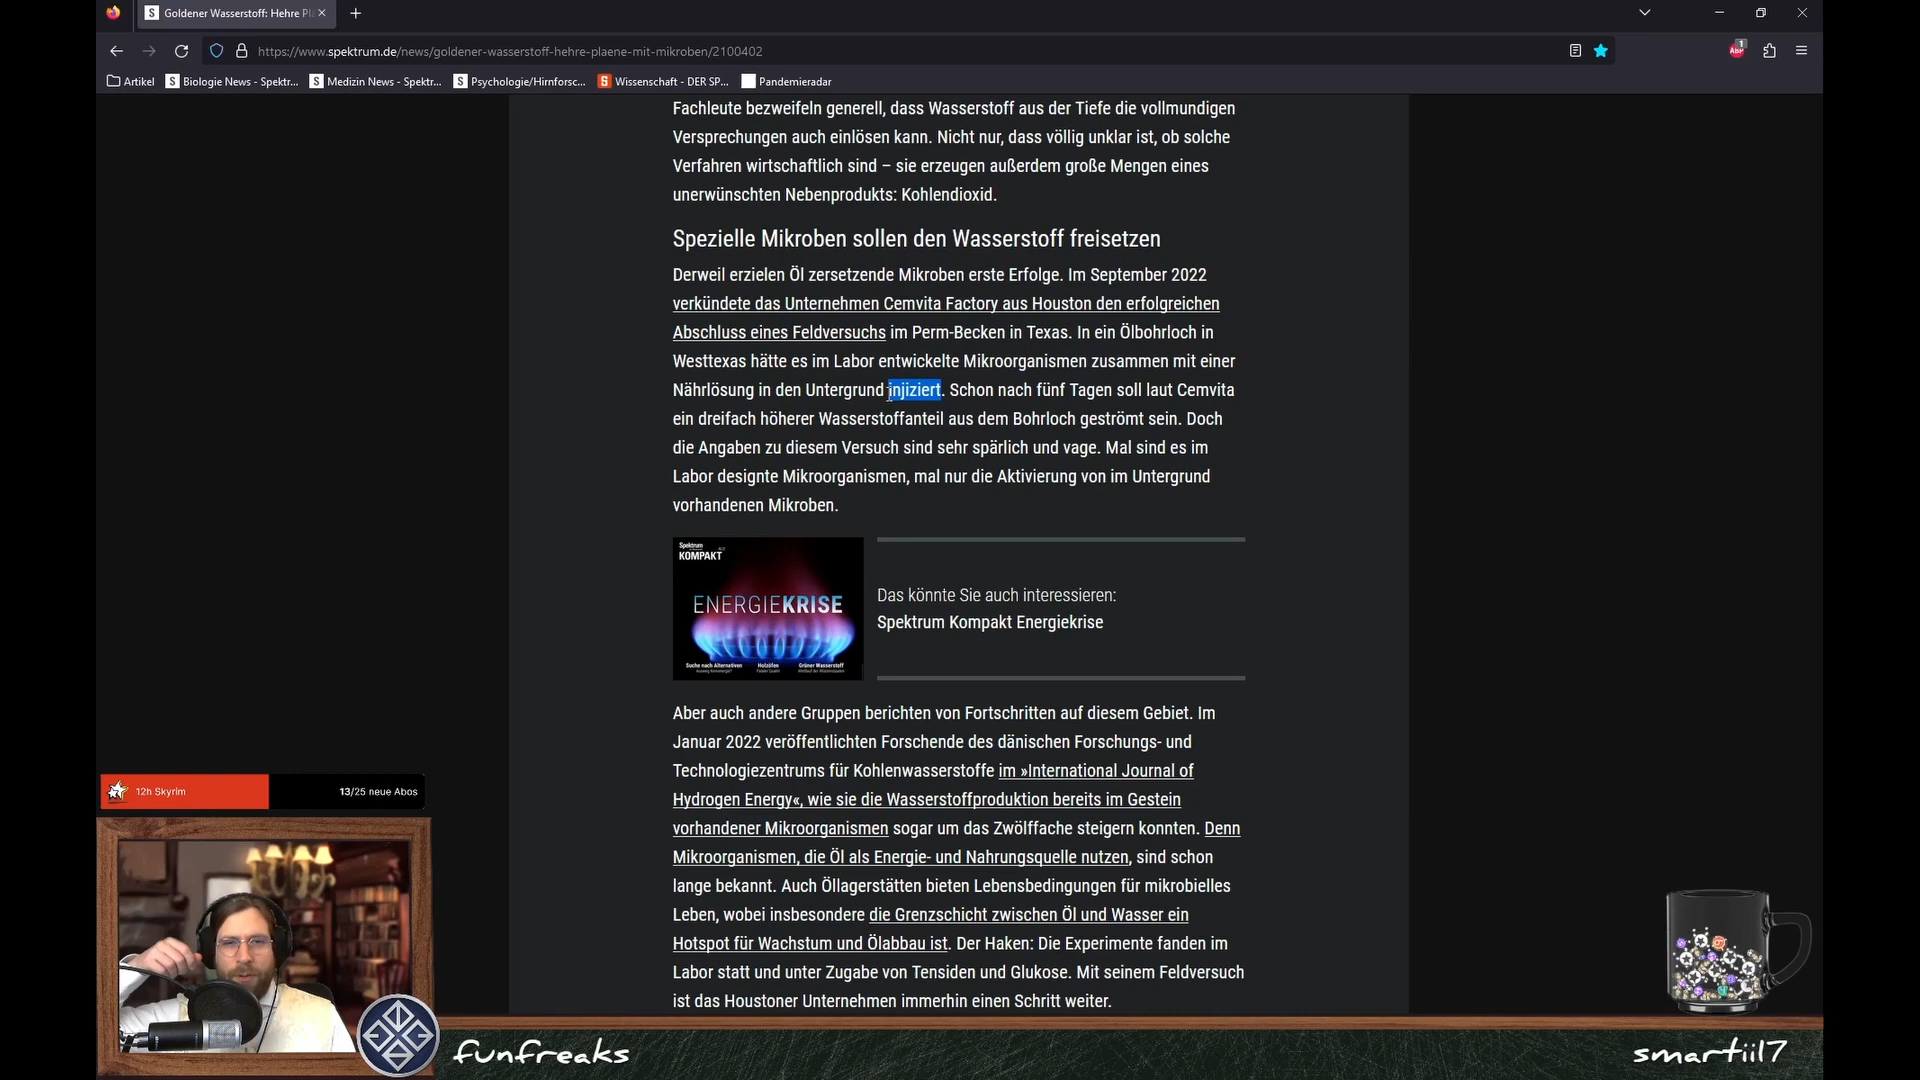 Goldener Wasserstoff: Hehre Pl
https://www.spektrum.de/news/goldener-wasserstoff-hehre-plaene-mit-mikroben/2100402
Artikel
Biologie News - Spektr...
Medizin News - Spektr...
Psychologie/Hirnforsc...
Wissenschaft - DER SP...
Pandemieradar
Fachleute bezweifeln generell, dass Wasserstoff aus der Tiefe die vollmundigen
Versprechungen auch einlösen kann. Nicht nur, dass völlig unklar ist, ob solche
Verfahren wirtschaftlich sind – sie erzeugen außerdem große Mengen eines
unerwünschten Nebenprodukts: Kohlendioxid.
Spezielle Mikroben sollen den Wasserstoff freisetzen
Derweil erzielen Öl zersetzende Mikroben erste Erfolge. Im September 2022
verkündete das Unternehmen Cemvita Factory aus Houston den erfolgreichen
Abschluss eines Feldversuchs im Perm-Becken in Texas. In ein Ölbohrloch in
Westtexas hätte es im Labor entwickelte Mikroorganismen zusammen mit einer
Nährlösung in den Untergrund injiziert. Schon nach fünf Tagen soll laut Cemvita
ein dreifach höherer Wasserstoffanteil aus dem Bohrloch geströmt sein. Doch
die Angaben zu diesem Versuch sind sehr spärlich und vage. Mal sind es im
Labor designte Mikroorganismen, mal nur die Aktivierung von im Untergrund
vorhandenen Mikroben.
Spektrum
KOMPAKT
ENERGIEKRISE
Suche nach Alternativen
Holzöfen
Grüner Wasserstoff
Das könnte Sie auch interessieren:
Spektrum Kompakt Energiekrise
Aber auch andere Gruppen berichten von Fortschritten auf diesem Gebiet. Im
Januar 2022 veröffentlichten Forschende des dänischen Forschungs- und
Technologiezentrums für Kohlenwasserstoffe im »International Journal of
Hydrogen Energy«, wie sie die Wasserstoffproduktion bereits im Gestein
vorhandener Mikroorganismen sogar um das Zwölffache steigern konnten. Denn
Mikroorganismen, die Öl als Energie- und Nahrungsquelle nutzen, sind schon
lange bekannt. Auch Öllagerstätten bieten Lebensbedingungen für mikrobielles
Leben, wobei insbesondere die Grenzschicht zwischen Öl und Wasser ein
Hotspot für Wachstum und Ölabbau ist. Der Haken: Die Experimente fanden im
Labor statt und unter Zugabe von Tensiden und Glukose. Mit seinem Feldversuch
ist das Houstoner Unternehmen immerhin einen Schritt weiter.
12h Skyrim
13/25 neue Abos
funfreaks
smartiil7